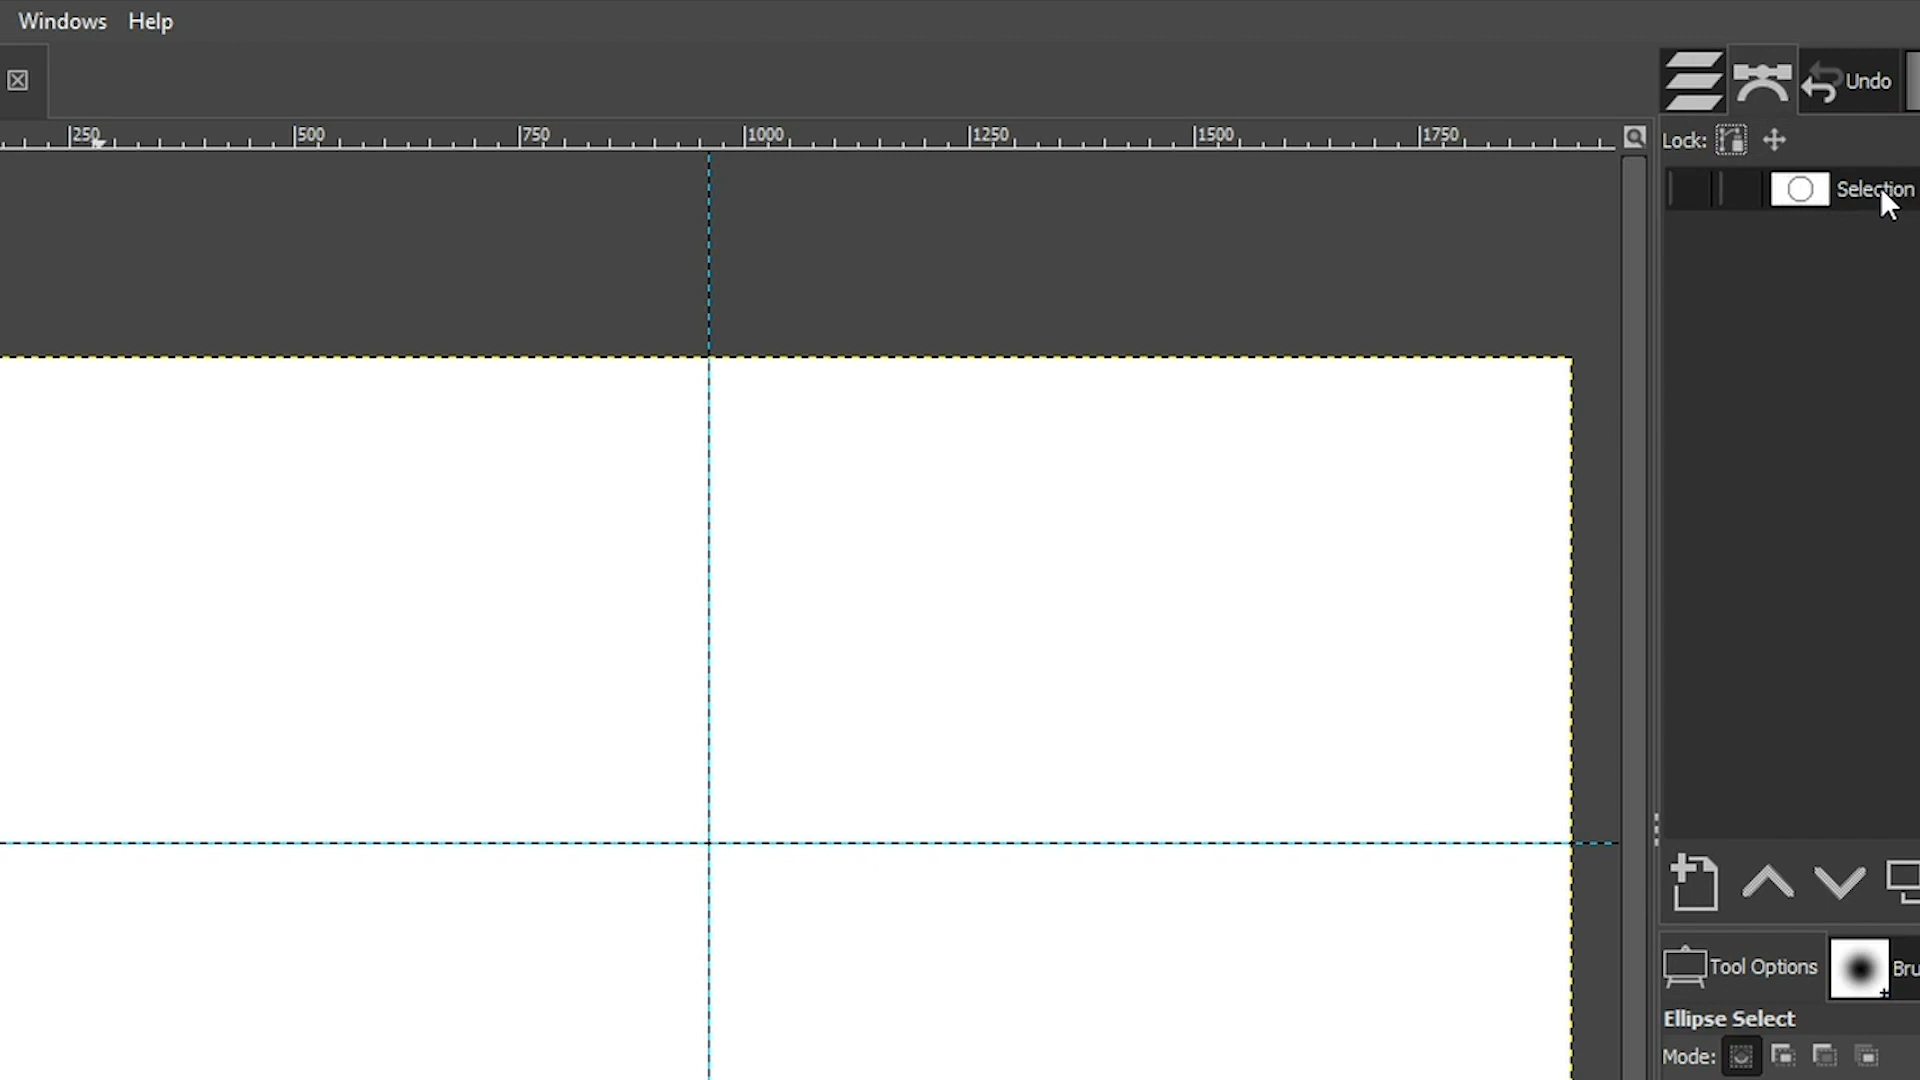 Windows Help
Undo
250 500 750 1000 1250 1500 1750
Lock:
Selection
Tool Options Bru
Ellipse Select
Mode: